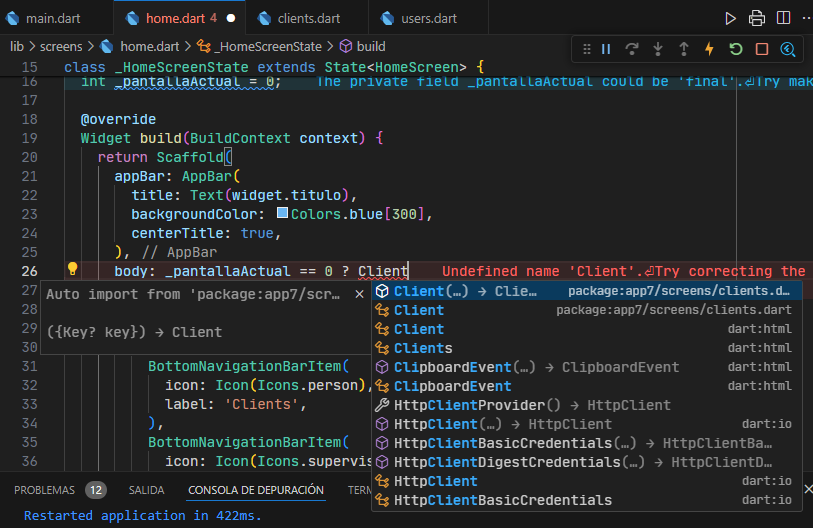 main.dart home.dart 4 clients.dart users.dart
lib > screens > home.dart > _HomeScreenState > build
15 class _HomeScreenState extends State<HomeScreen> {
16 int _pantallaActual = 0; The private field _pantallaActual could be 'final'.⏎Try mak
17
18 @override
19 Widget build(BuildContext context) {
20 return Scaffold(
21 appBar: AppBar(
22 title: Text(widget.titulo),
23 backgroundColor: Colors.blue[300],
24 centerTitle: true,
25 ), // AppBar
26 body: _pantallaActual == 0 ? Client Undefined name 'Client'.⏎Try correcting the
27 Auto import from 'package:app7/scr... ×
28
29 ({Key? key}) → Client
30
Client(…) → Clie… package:app7/screens/clients.d…
Client package:app7/screens/clients.dart
Client dart:html
Clients dart:html
ClipboardEvent(…) → ClipboardEvent dart:html
ClipboardEvent dart:html
HttpClientProvider() → HttpClient
HttpClient(…) → HttpClient dart:io
HttpClientBasicCredentials(…) → HttpClientBa… dart:io
HttpClientDigestCredentials(…) → HttpClientD… dart:io
HttpClient dart:io
HttpClientBasicCredentials dart:io
31 BottomNavigationBarItem(
32 icon: Icon(Icons.person),
33 label: 'Clients',
34 ),
35 BottomNavigationBarItem(
36 icon: Icon(Icons.supervis
PROBLEMAS 12 SALIDA CONSOLA DE DEPURACIÓN TERM
Restarted application in 422ms.